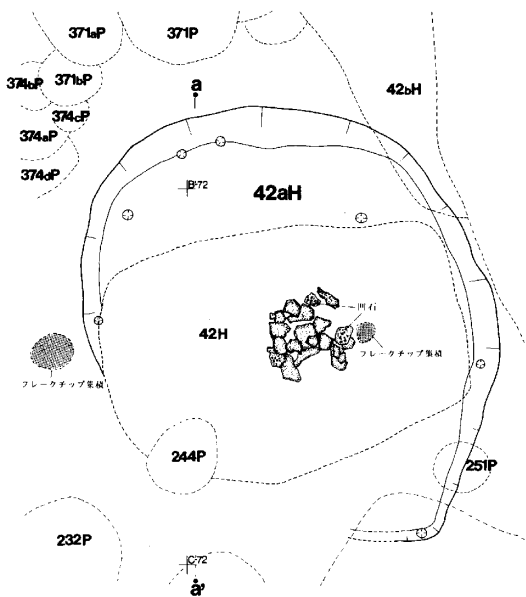 371aP
371P
374bP
371bP
a
42bH
374cP
374aP
374dP
B-72
42aH
42H
凹石
フレークチップ集積
フレークチップ集積
244P
251P
232P
C-72
a'